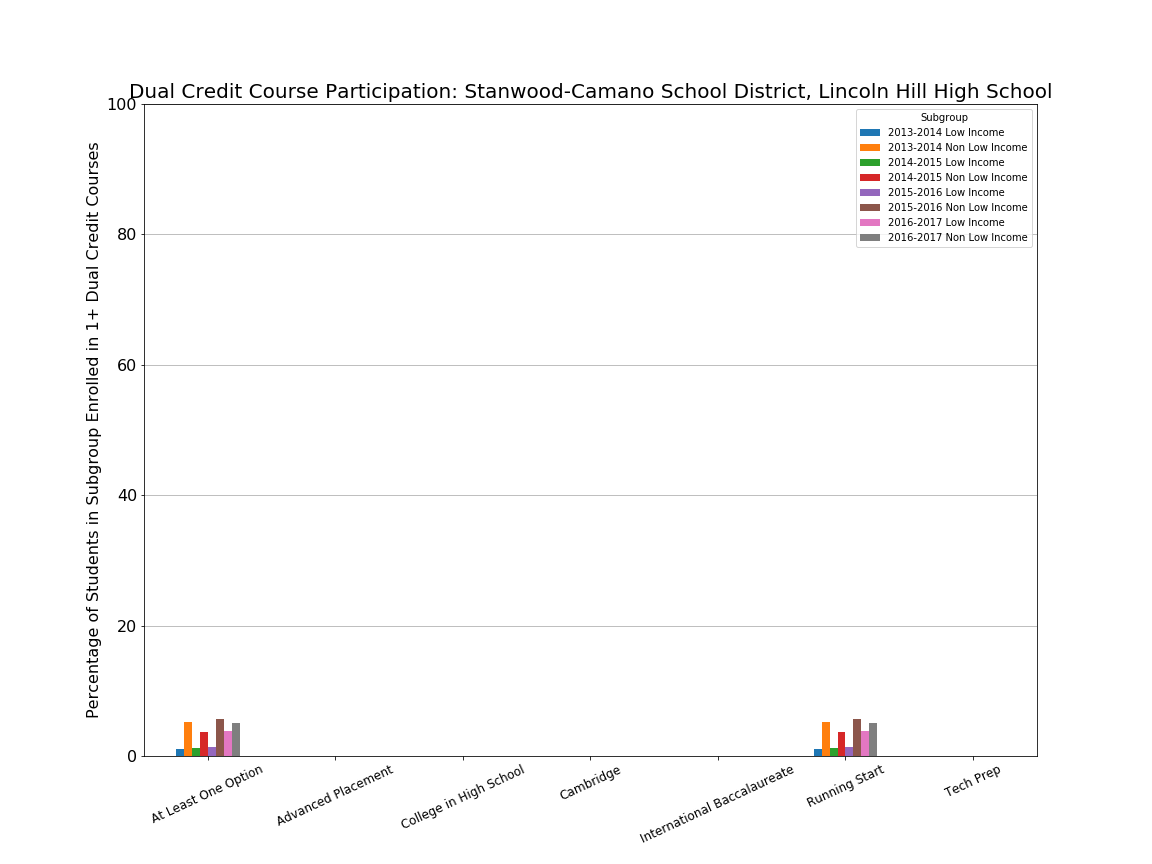 Dual Credit Course Participation: Stanwood-Camano School District, Lincoln Hill High School
Percentage of Students in Subgroup Enrolled in 1+ Dual Credit Courses
100
80
60
40
20
0
Subgroup
2013-2014 Low Income
2013-2014 Non Low Income
2014-2015 Low Income
2014-2015 Non Low Income
2015-2016 Low Income
2015-2016 Non Low Income
2016-2017 Low Income
2016-2017 Non Low Income
At Least One Option
Advanced Placement
College in High School
Cambridge
International Baccalaureate
Running Start
Tech Prep